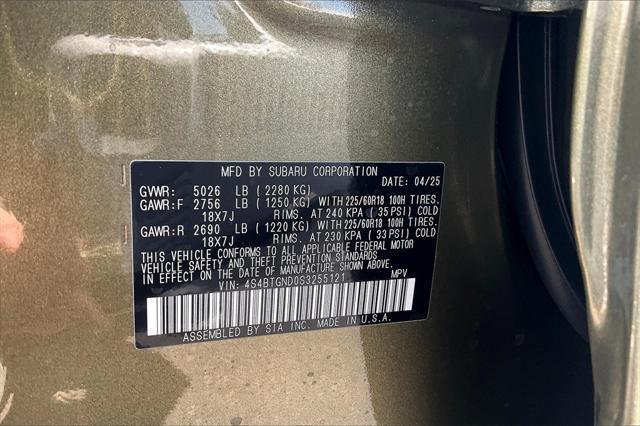 MFD BY SUBARU CORPORATION
GVWR: 5026 LB ( 2280 KG) DATE: 04/25
GAWR:F 2756 LB ( 1250 KG) WITH 225/60R18 100H TIRES.
18X7J RIMS. AT 240 KPA ( 35 PSI) COLD
GAWR:R 2690 LB ( 1220 KG) WITH 225/60R18 100H TIRES.
18X7J RIMS. AT 230 KPA ( 33 PSI) COLD
THIS VEHICLE CONFORMS TO ALL APPLICABLE FEDERAL MOTOR
VEHICLE SAFETY AND THEFT PREVENTION STANDARDS
IN EFFECT ON THE DATE OF MANUFACTURE SHOWN ABOVE.
VIN: 4S4BTGND0S3255121 MPV
ASSEMBLED BY SIA INC. MADE IN U.S.A.